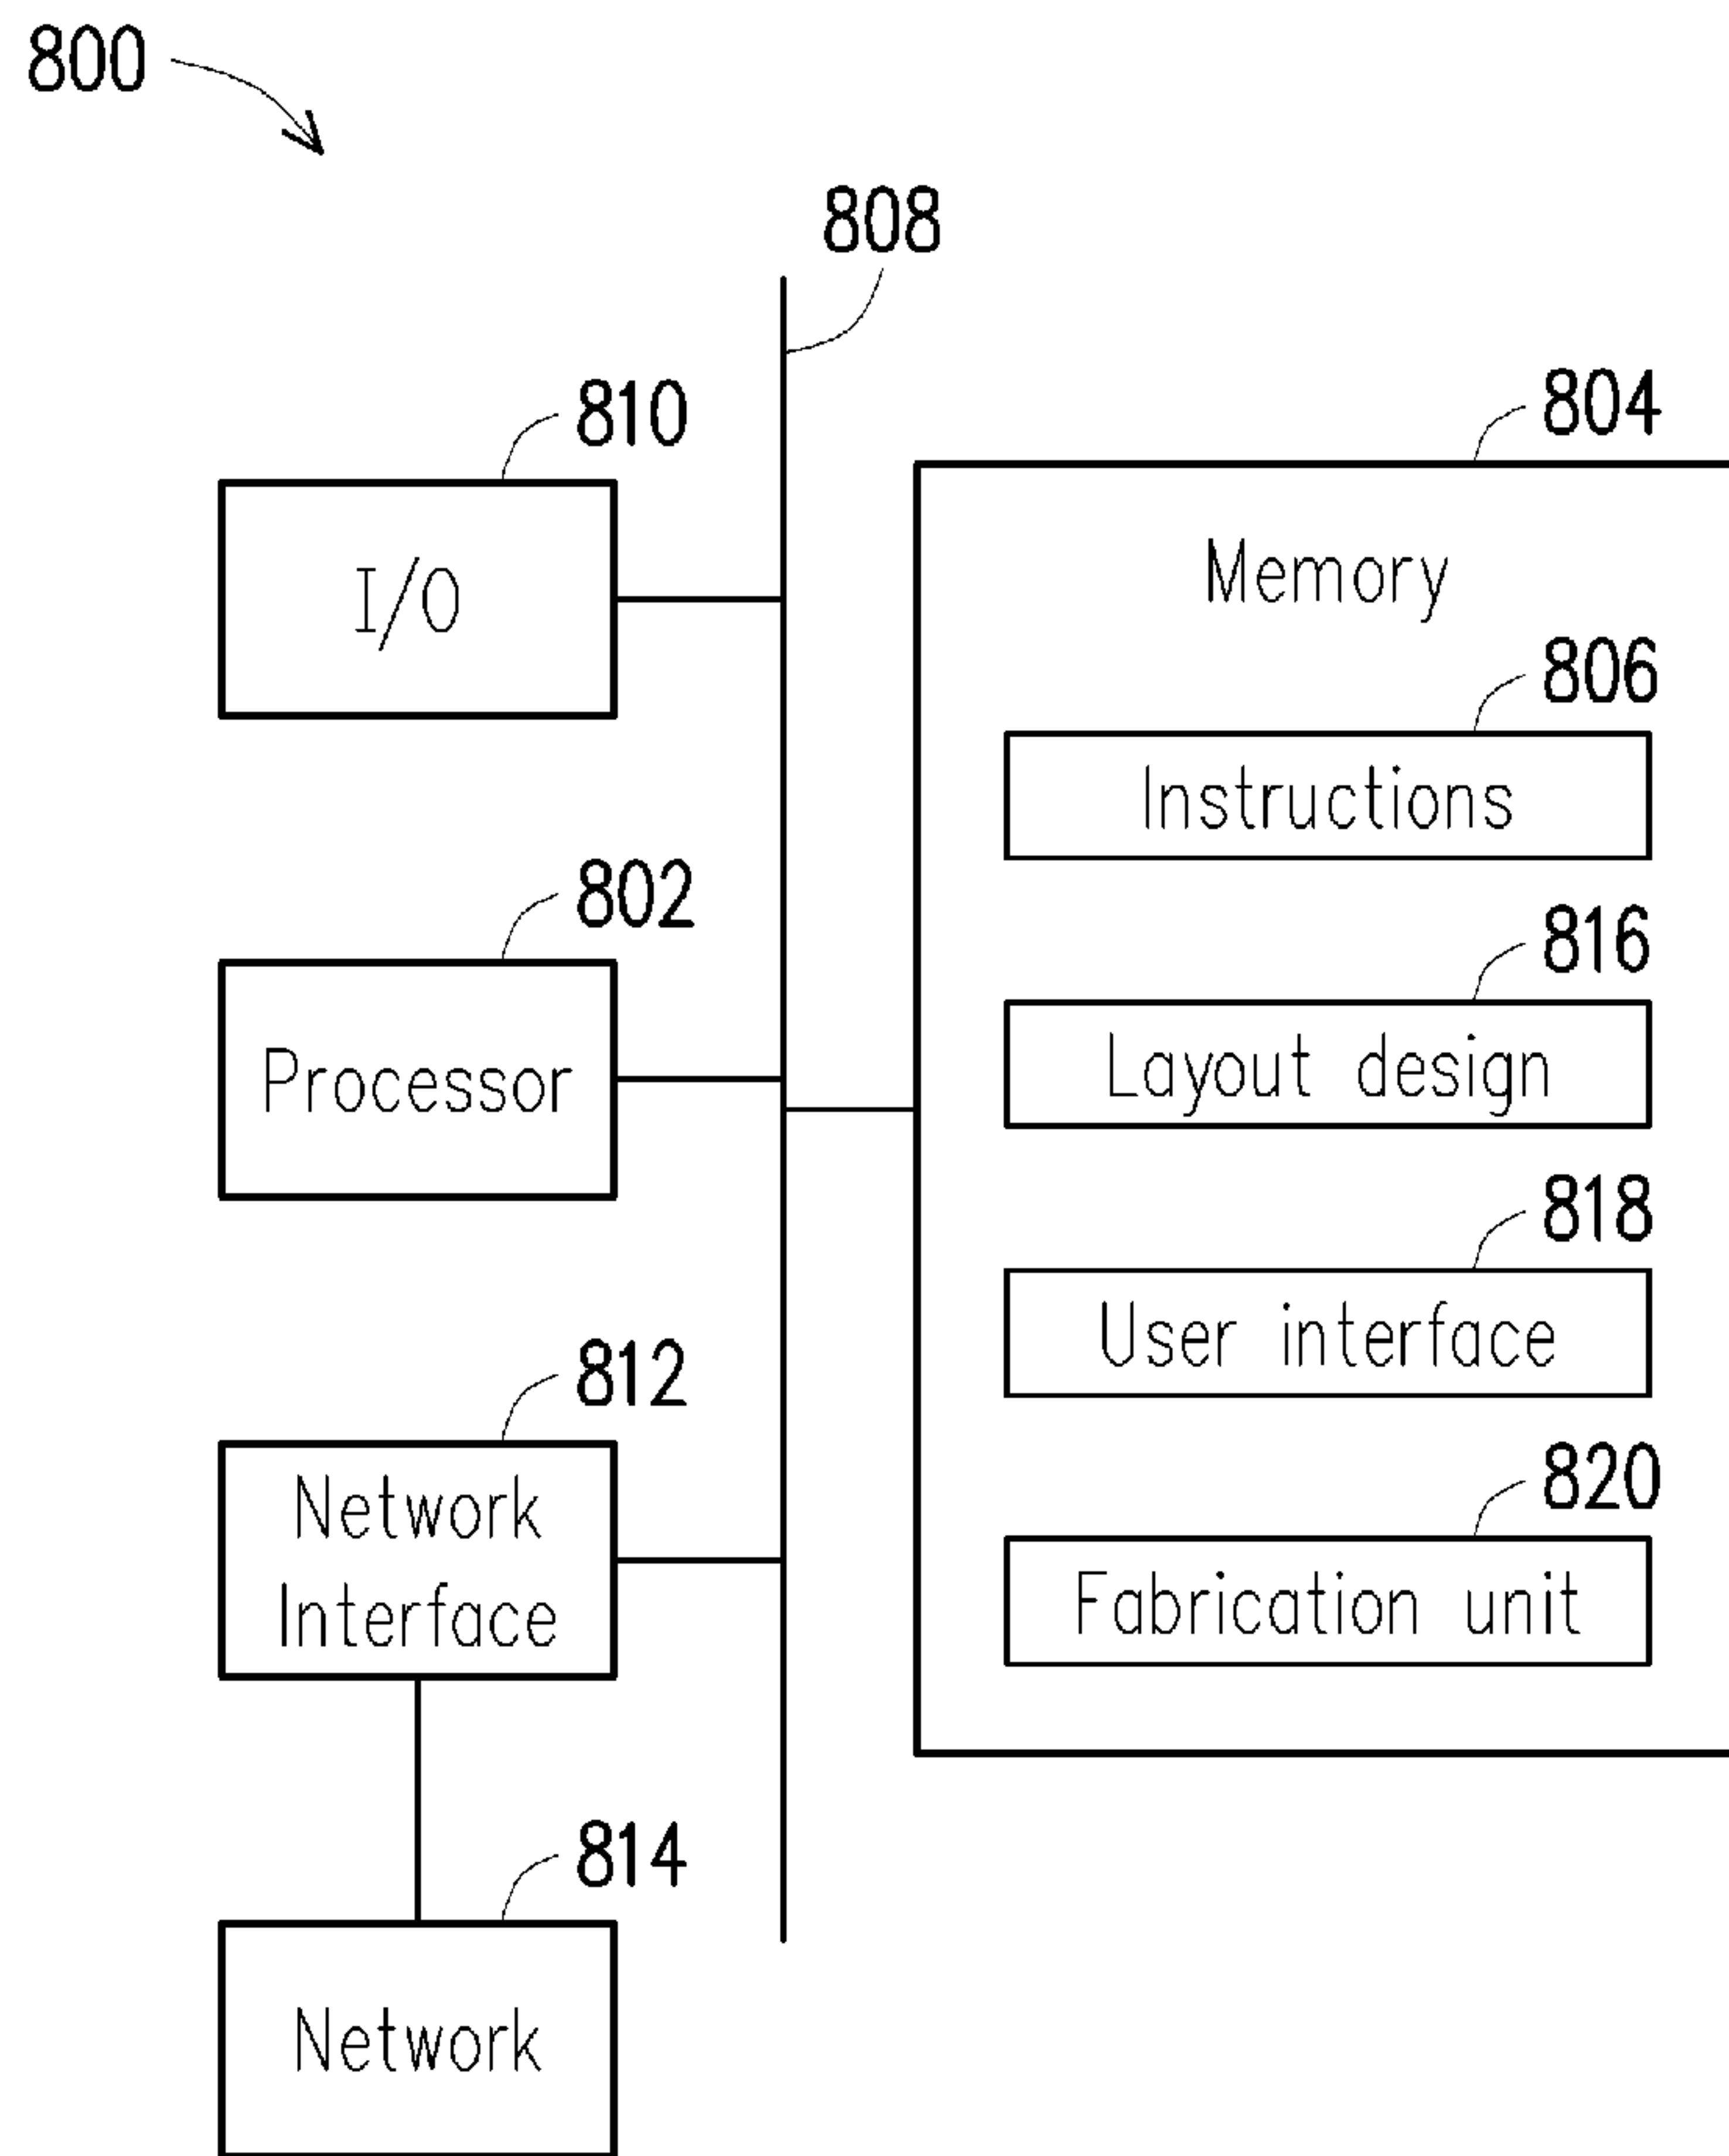 800
808
810
I/O
802
Processor
812
Network
Interface
814
Network
804
Memory
806
Instructions
816
Layout design
818
User interface
820
Fabrication unit